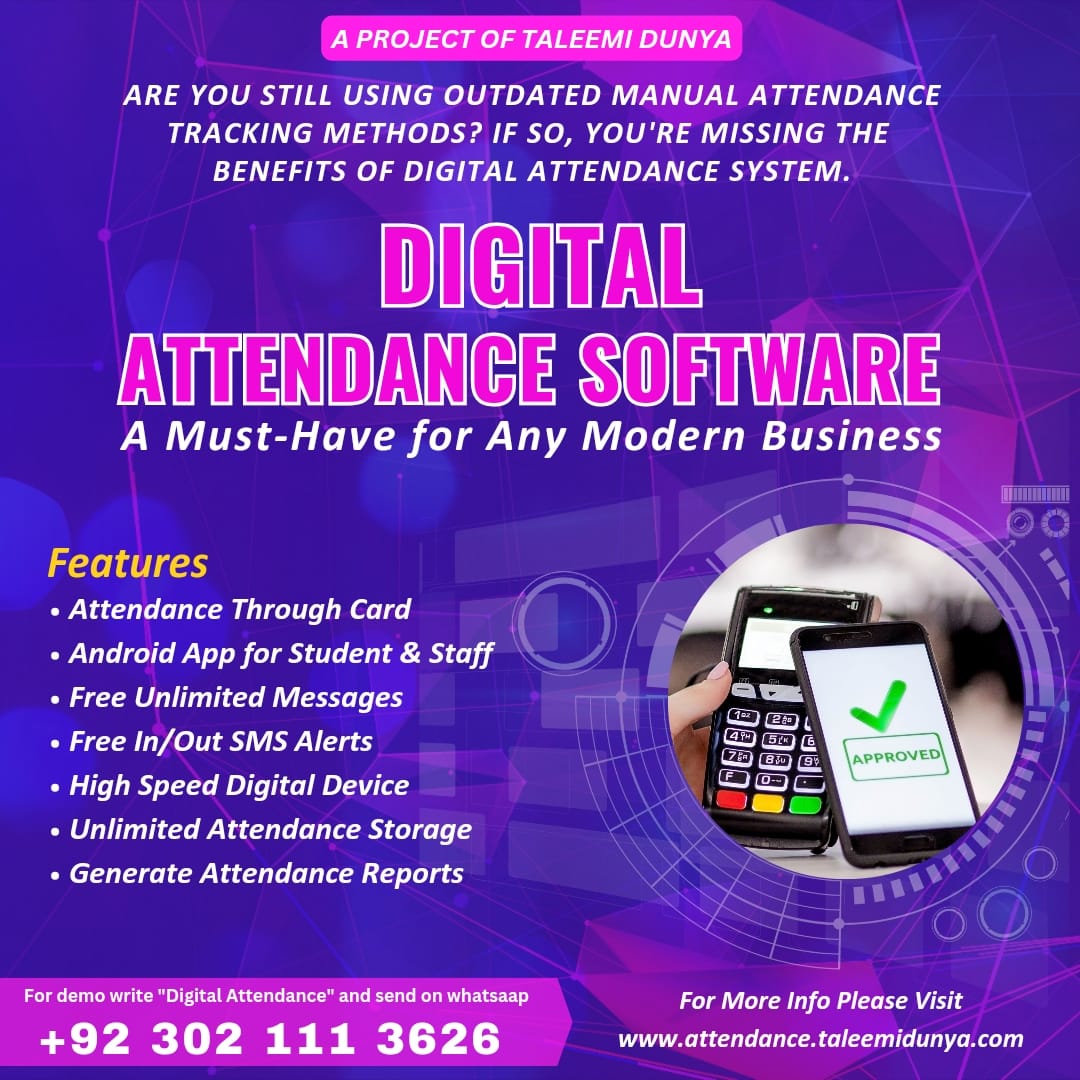 A PROJECT OF TALEEMI DUNYA
ARE YOU STILL USING OUTDATED MANUAL ATTENDANCE
TRACKING METHODS? IF SO, YOU'RE MISSING THE
BENEFITS OF DIGITAL ATTENDANCE SYSTEM.
DIGITAL
ATTENDANCE SOFTWARE
A Must-Have for Any Modern Business
Features
• Attendance Through Card
• Android App for Student & Staff
• Free Unlimited Messages
• Free In/Out SMS Alerts
• High Speed Digital Device
• Unlimited Attendance Storage
• Generate Attendance Reports
APPROVED
For demo write "Digital Attendance" and send on whatsaap
+92 302 111 3626
For More Info Please Visit
www.attendance.taleemidunya.com